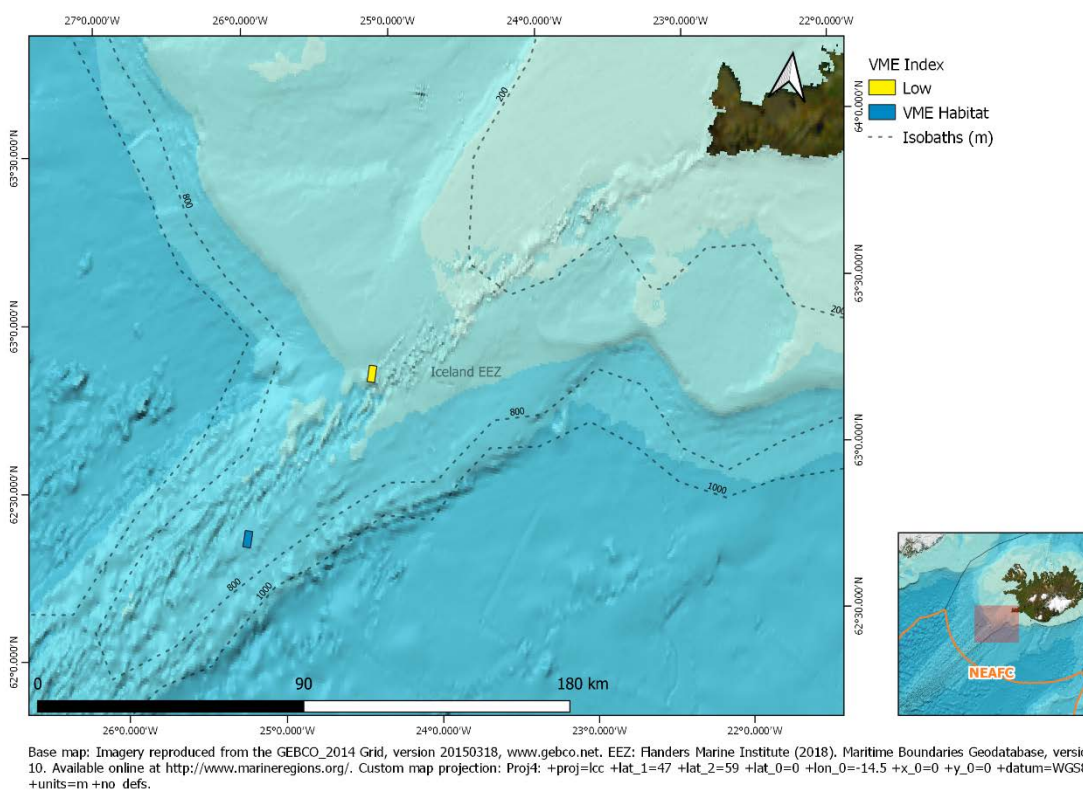 27°0.000'W 26°0.000'W 25°0.000'W 24°0.000'W 23°0.000'W 22°0.000'W
VME Index
Low
VME Habitat
Isobaths (m)
200
64°0.000'N
63°30.000'N
800
63°30.000'N
200
63°0.000'N
Iceland EEZ
800
63°0.000'N
1000
62°30.000'N
800
1000
62°30.000'N
62°0.000'N
NEAFC
0 90 180 km
26°0.000'W 25°0.000'W 24°0.000'W 23°0.000'W 22°0.000'W
Base map: Imagery reproduced from the GEBCO_2014 Grid, version 20150318, www.gebco.net. EEZ: Flanders Marine Institute (2018). Maritime Boundaries Geodatabase, versio
10. Available online at http://www.marineregions.org/. Custom map projection: Proj4: +proj=lcc +lat_1=47 +lat_2=59 +lat_0=0 +lon_0=-14.5 +x_0=0 +y_0=0 +datum=WGS8
+units=m +no_defs.